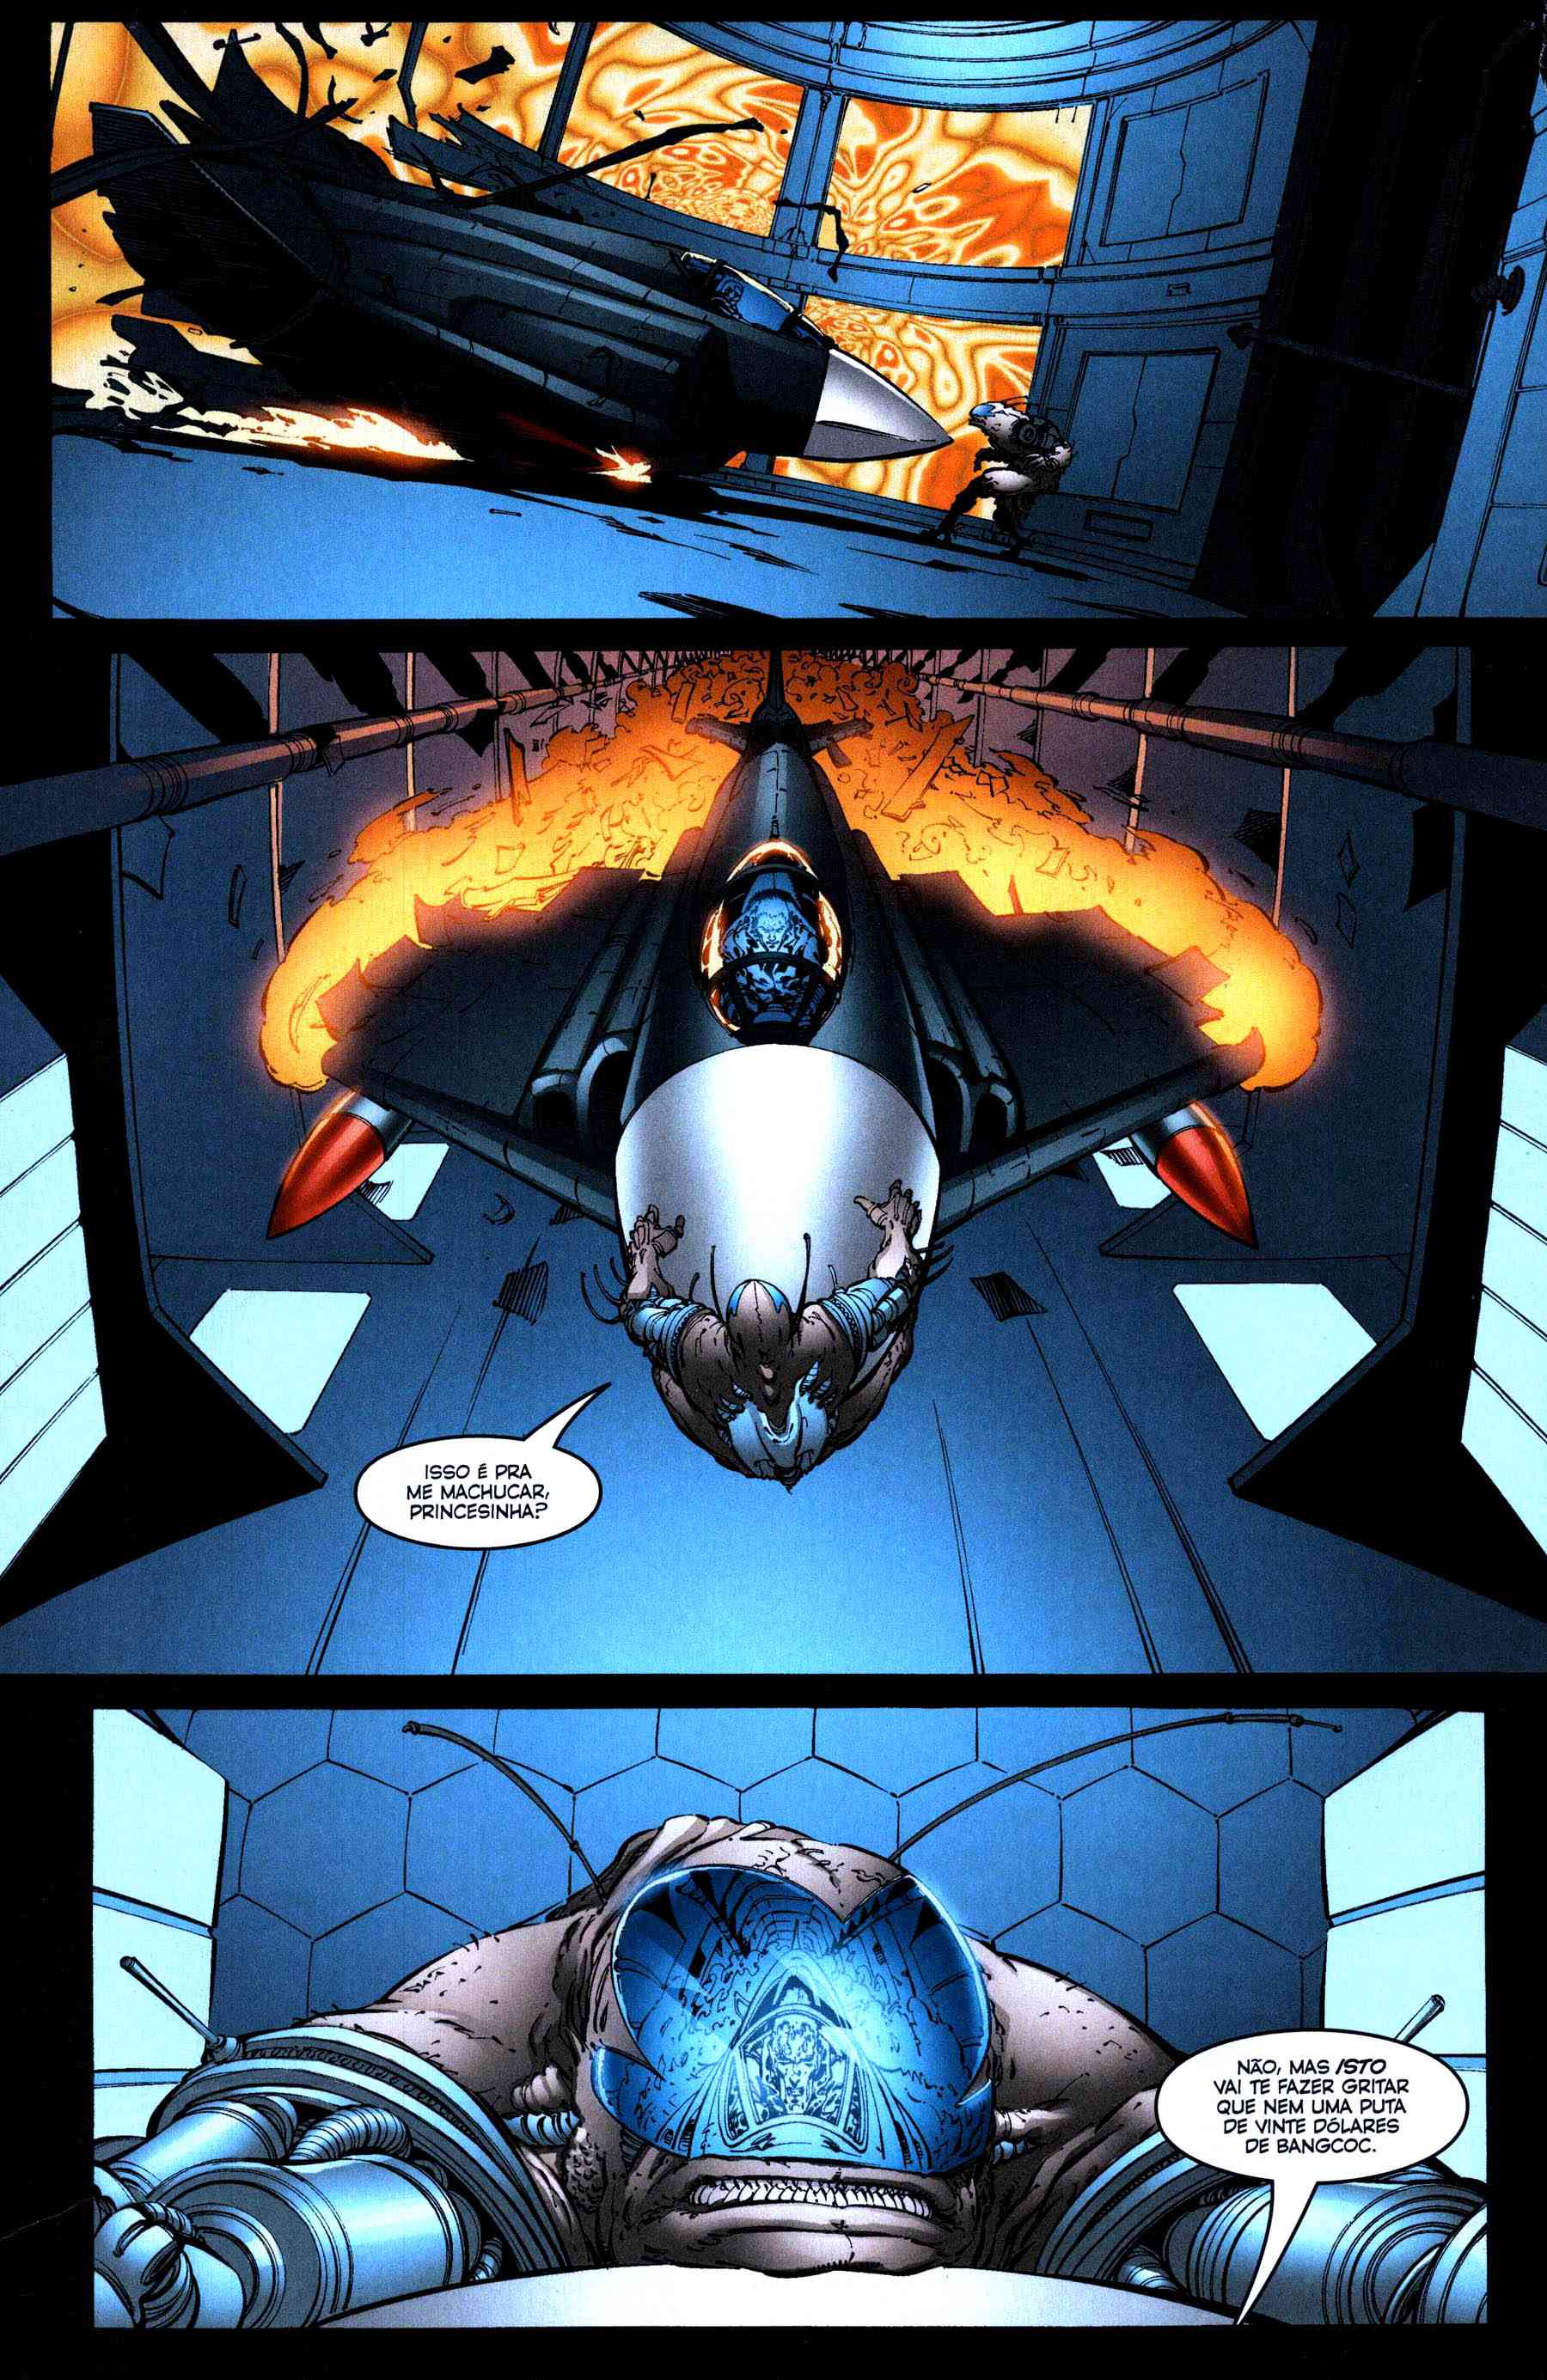 ISSO É PRA
ME MACHUCAR,
PRINCESINHA?
NÃO, MAS ISTO
VAI TE FAZER GRITAR
QUE NEM UMA PUTA
DE VINTE DÓLARES
DE BANGCOC.